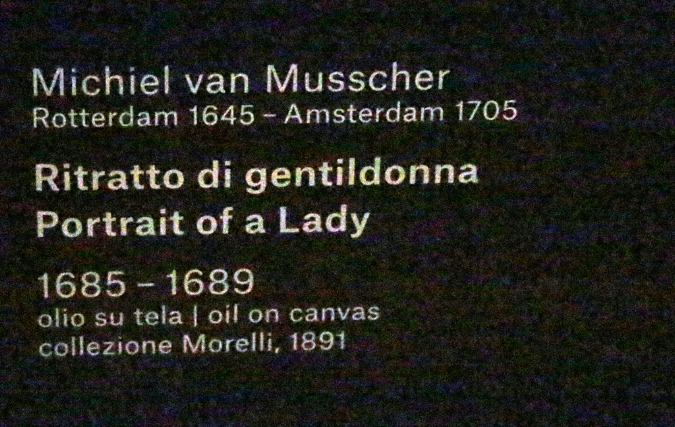 Michiel van Musscher
Rotterdam 1645 – Amsterdam 1705
Ritratto di gentildonna
Portrait of a Lady
1685 – 1689
olio su tela | oil on canvas
collezione Morelli, 1891